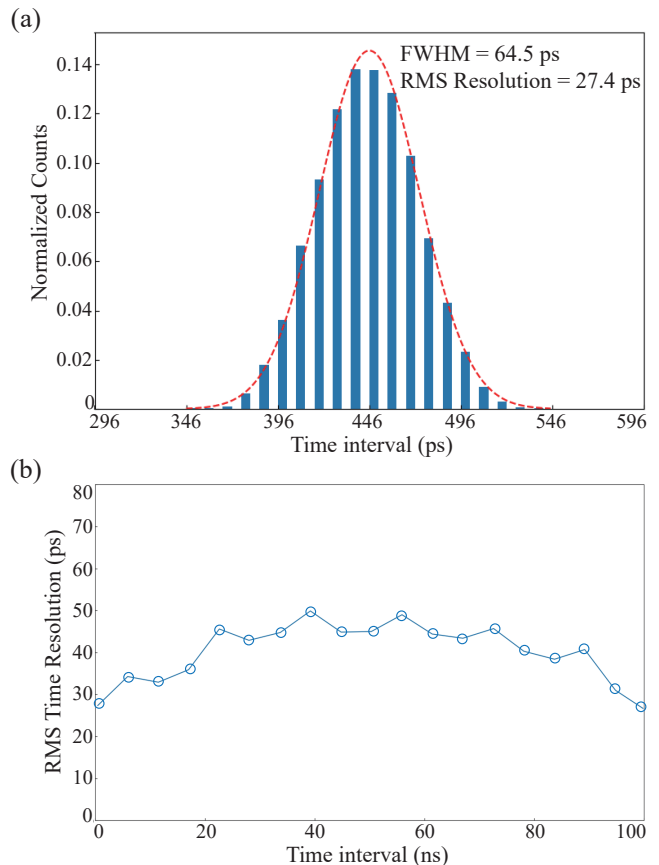 (a)
FWHM = 64.5 ps
RMS Resolution = 27.4 ps
Normalized Counts
0.14
0.12
0.10
0.08
0.06
0.04
0.02
0
296 346 396 446 496 546 596
Time interval (ps)
(b)
RMS Time Resolution (ps)
80
70
60
50
40
30
20
10
0
0 20 40 60 80 100
Time interval (ns)